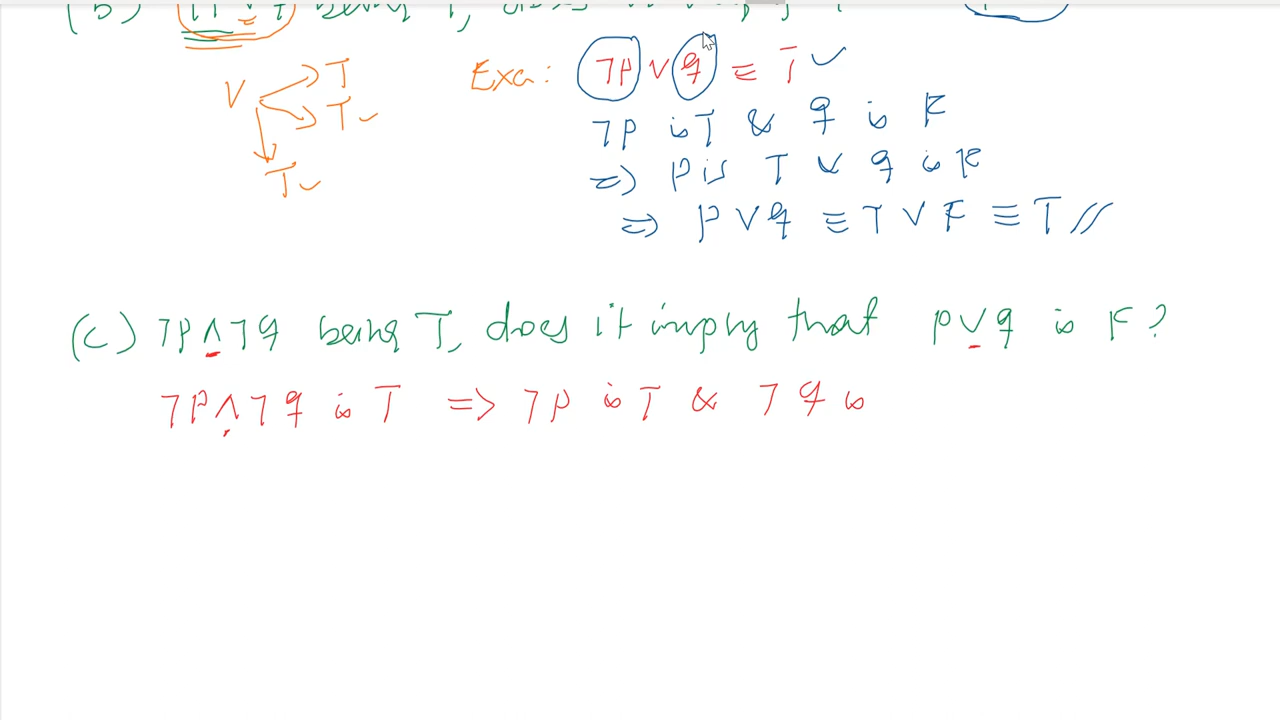 Exa: ¬P ∨ q ≡ T ✓
V T
T ✓
T ✓
¬P is T & q is F
=> P is T & q is F
=> P ∨ q ≡ T ∨ F ≡ T //
(C) ¬P ∧ ¬q being T, does it imply that P ∨ q is F?
¬P ∧ ¬q is T => ¬P is T & ¬q is